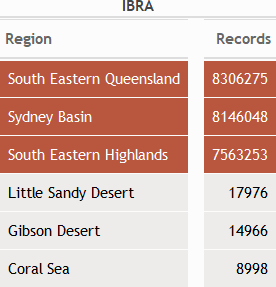 IBRA
Region Records
South Eastern Queensland 8306275
Sydney Basin 8146048
South Eastern Highlands 7563253
Little Sandy Desert 17976
Gibson Desert 14966
Coral Sea 8998